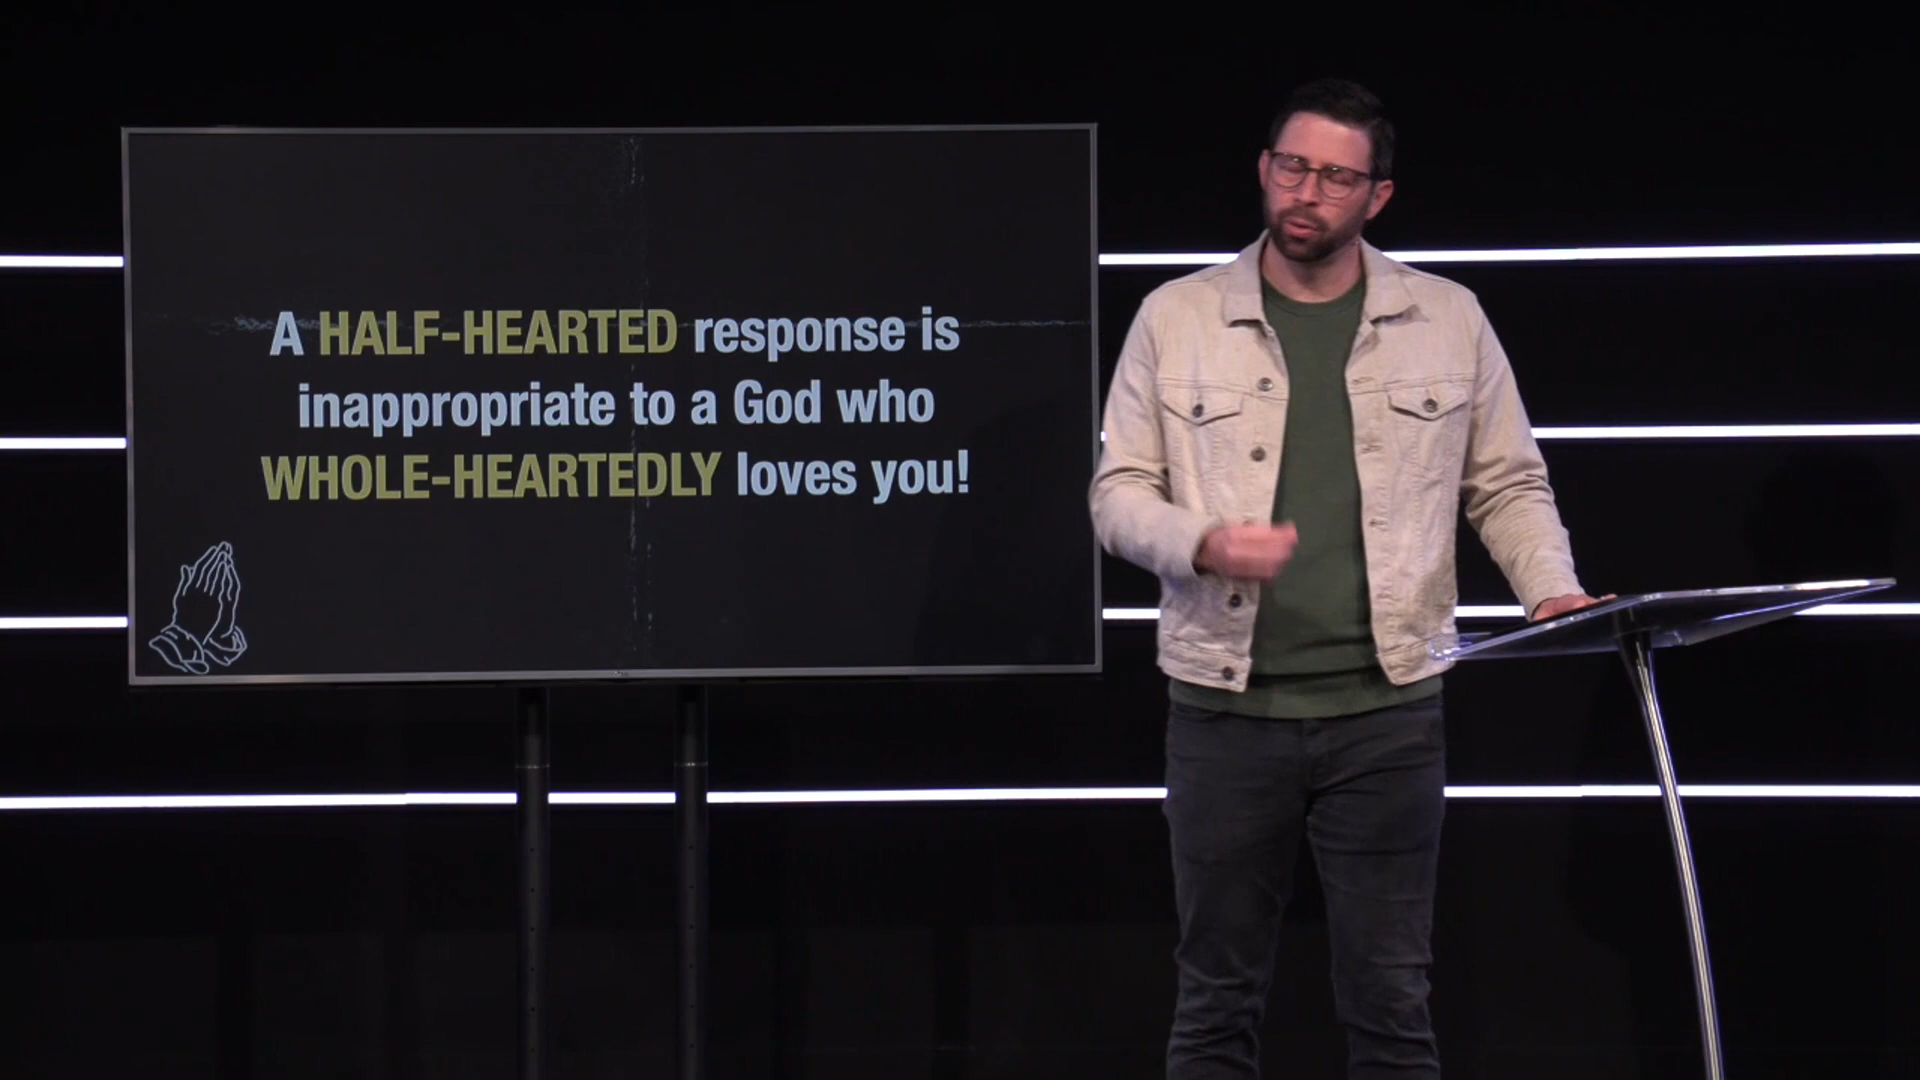 A HALF-HEARTED response is
inappropriate to a God who
WHOLE-HEARTEDLY loves you!